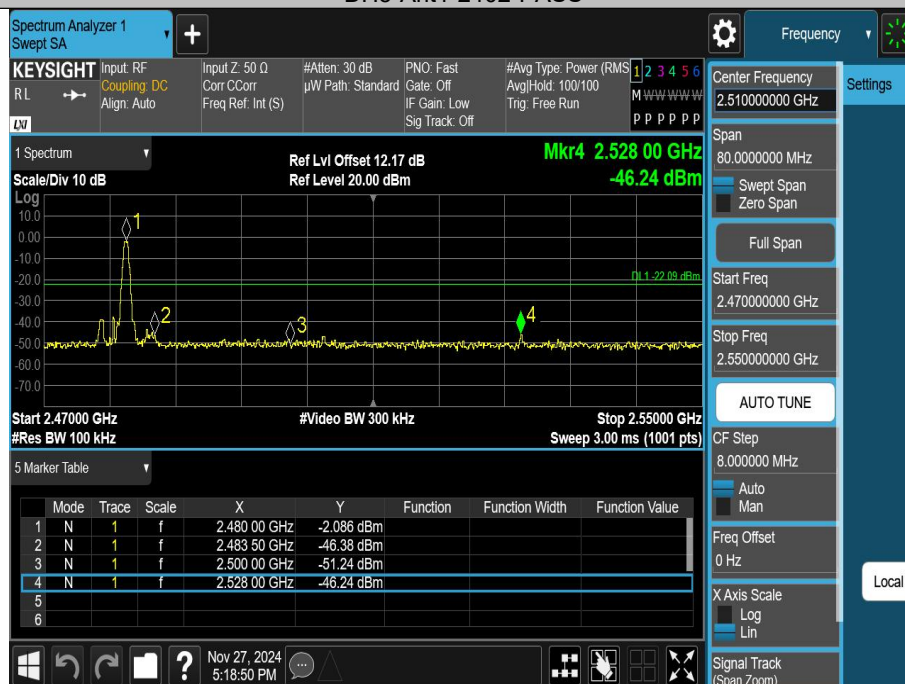 Spectrum Analyzer 1
Swept SA
Frequency
KEYSIGHT
RL
LXI
Input: RF
Coupling: DC
Align: Auto
Input Z: 50 Ω
Corr CCorr
Freq Ref: Int (S)
#Atten: 30 dB
µW Path: Standard
PNO: Fast
Gate: Off
IF Gain: Low
Sig Track: Off
#Avg Type: Power (RMS
Avg|Hold: 100/100
Trig: Free Run
1 2 3 4 5 6
M W W W W W
P P P P P P
1 Spectrum
Scale/Div 10 dB
Ref Lvl Offset 12.17 dB
Ref Level 20.00 dBm
Mkr4 2.528 00 GHz
-46.24 dBm
Log
10.0
0.00
-10.0
-20.0
-30.0
-40.0
-50.0
-60.0
-70.0
1
2
3
4
DL1 -22.09 dBm
Start 2.47000 GHz
#Video BW 300 kHz
Stop 2.55000 GHz
#Res BW 100 kHz
Sweep 3.00 ms (1001 pts)
5 Marker Table
Mode Trace Scale X Y Function Function Width Function Value
1 N 1 f 2.480 00 GHz -2.086 dBm
2 N 1 f 2.483 50 GHz -46.38 dBm
3 N 1 f 2.500 00 GHz -51.24 dBm
4 N 1 f 2.528 00 GHz -46.24 dBm
5
6
Nov 27, 2024
5:18:50 PM
Center Frequency
2.510000000 GHz
Settings
Span
80.0000000 MHz
Swept Span
Zero Span
Full Span
Start Freq
2.470000000 GHz
Stop Freq
2.550000000 GHz
AUTO TUNE
CF Step
8.000000 MHz
Auto
Man
Freq Offset
0 Hz
Local
X Axis Scale
Log
Lin
Signal Track
(Span Zoom)